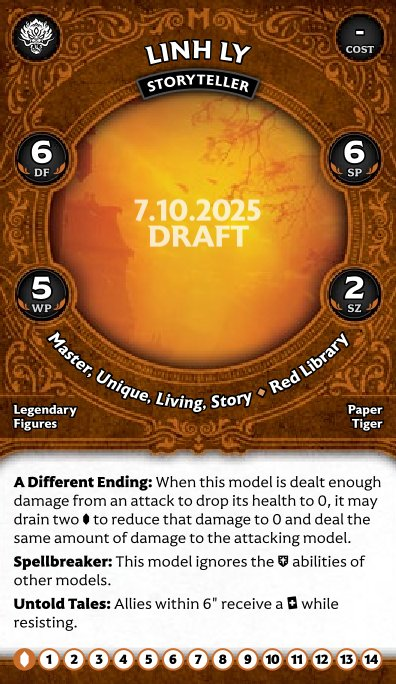 M
LINH LY
STORYTELLER
-
COST
6
DF
6
SP
7.10.2025
DRAFT
5
WP
2
SZ
Master, Unique, Living, Story ◆ Red Library
Legendary
Figures
Paper
Tiger
A Different Ending: When this model is dealt enough
damage from an attack to drop its health to 0, it may
drain two to reduce that damage to 0 and deal the
same amount of damage to the attacking model.
Spellbreaker: This model ignores the abilities of
other models.
Untold Tales: Allies within 6" receive a while
resisting.
1 2 3 4 5 6 7 8 9 10 11 12 13 14